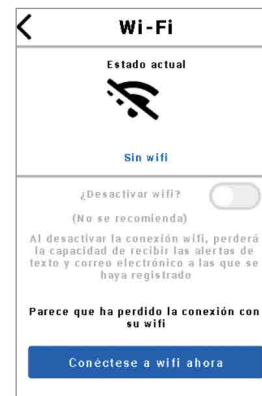 Wi-Fi
Estado actual
Sin wifi
¿Desactivar wifi?
(No se recomienda)
Al desactivar la conexión wifi, perderá
la capacidad de recibir las alertas de
texto y correo electrónico a las que se
haya registrado
Parece que ha perdido la conexión con
su wifi
Conéctese a wifi ahora